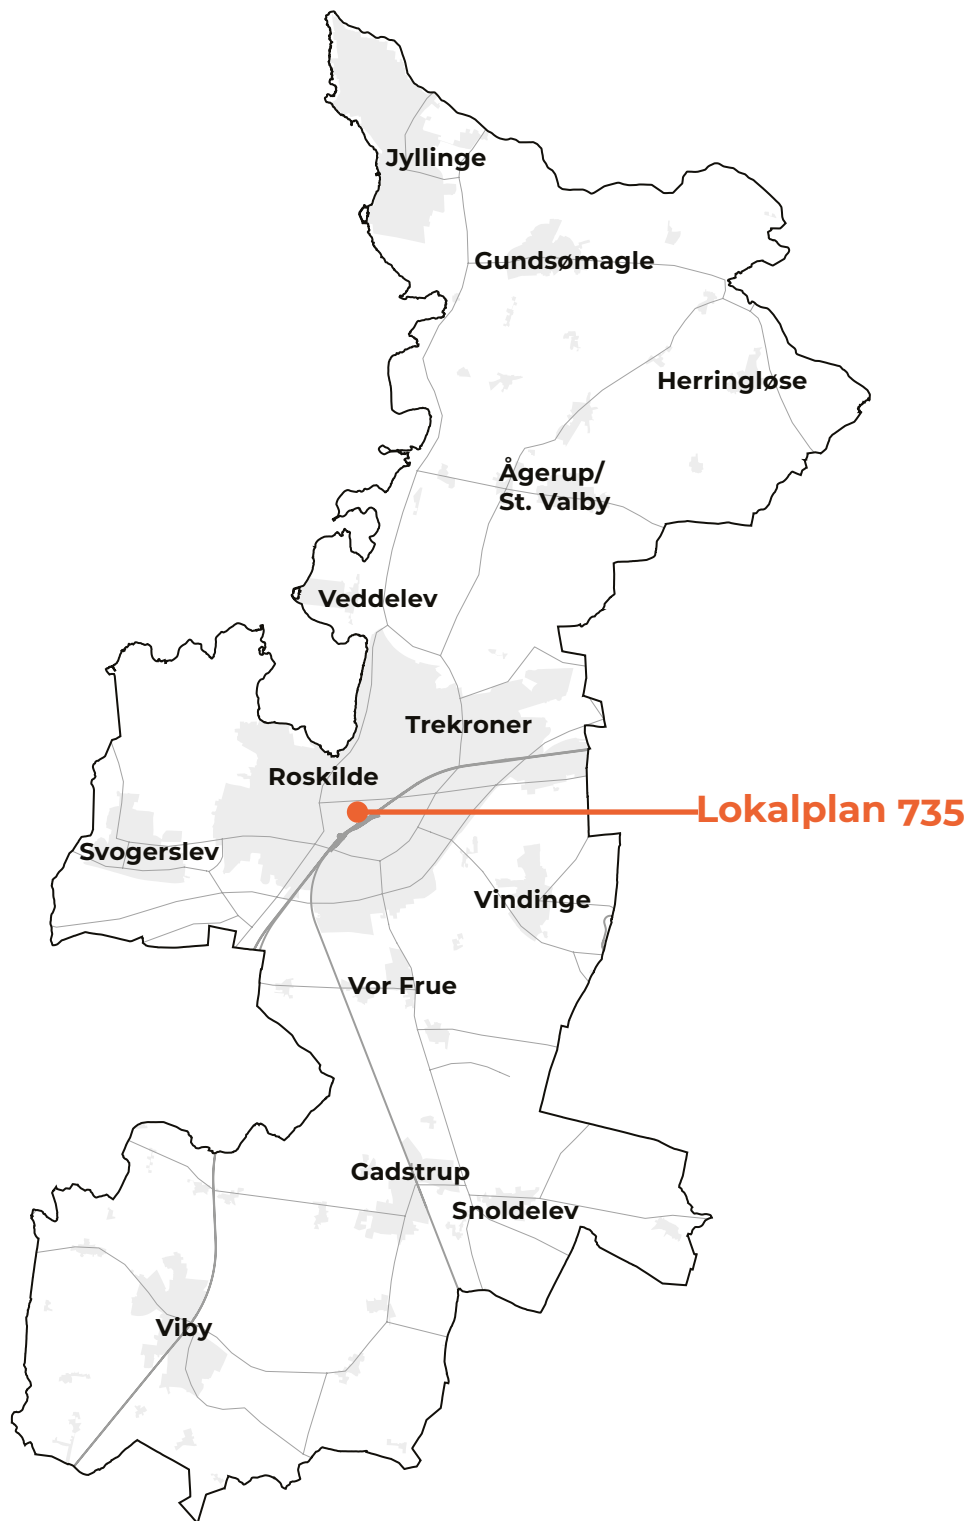 Jyllinge
Gundsømagle
Herringløse
Ågerup/
St. Valby
Veddelev
Trekroner
Roskilde
Lokalplan 735
Svogerslev
Vindinge
Vor Frue
Gadstrup
Snoldelev
Viby